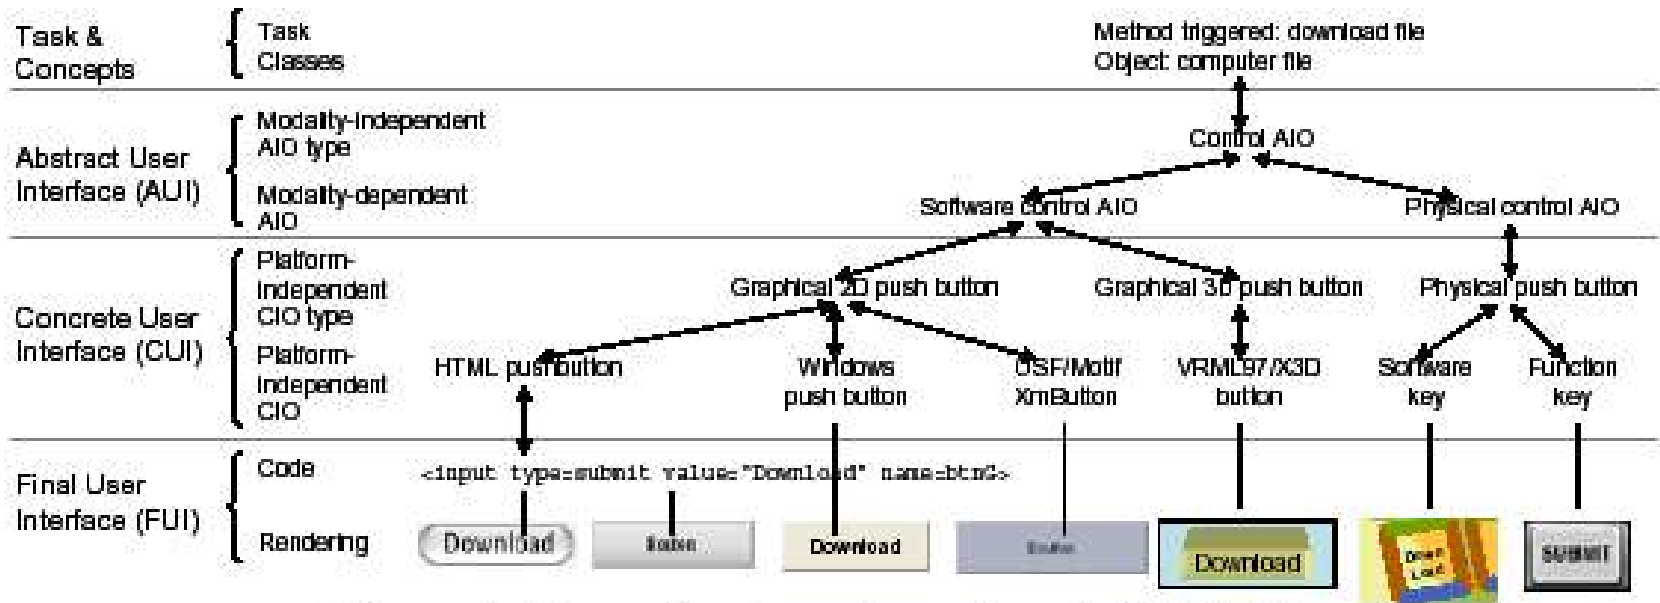 Task &
Concepts
Task
Classes
Method triggered: download file
Object: computer file
Abstract User
Interface (AUI)
Modality-independent
AIO type
Modality-dependent
AIO
Control AIO
Software control AIO
Physical control AIO
Concrete User
Interface (CUI)
Platform-
independent
CIO type
Platform-
independent
CIO
Graphical 2D push button
Graphical 3D push button
Physical push button
HTML pushbutton
Windows
push button
OSF/Motif
XmButton
VRML97/X3D
button
Software
key
Function
key
Final User
Interface (FUI)
Code
<input type=submit value="Download" name=btnG>
Rendering
Download
Download
Download
Down
Load
SUBMIT